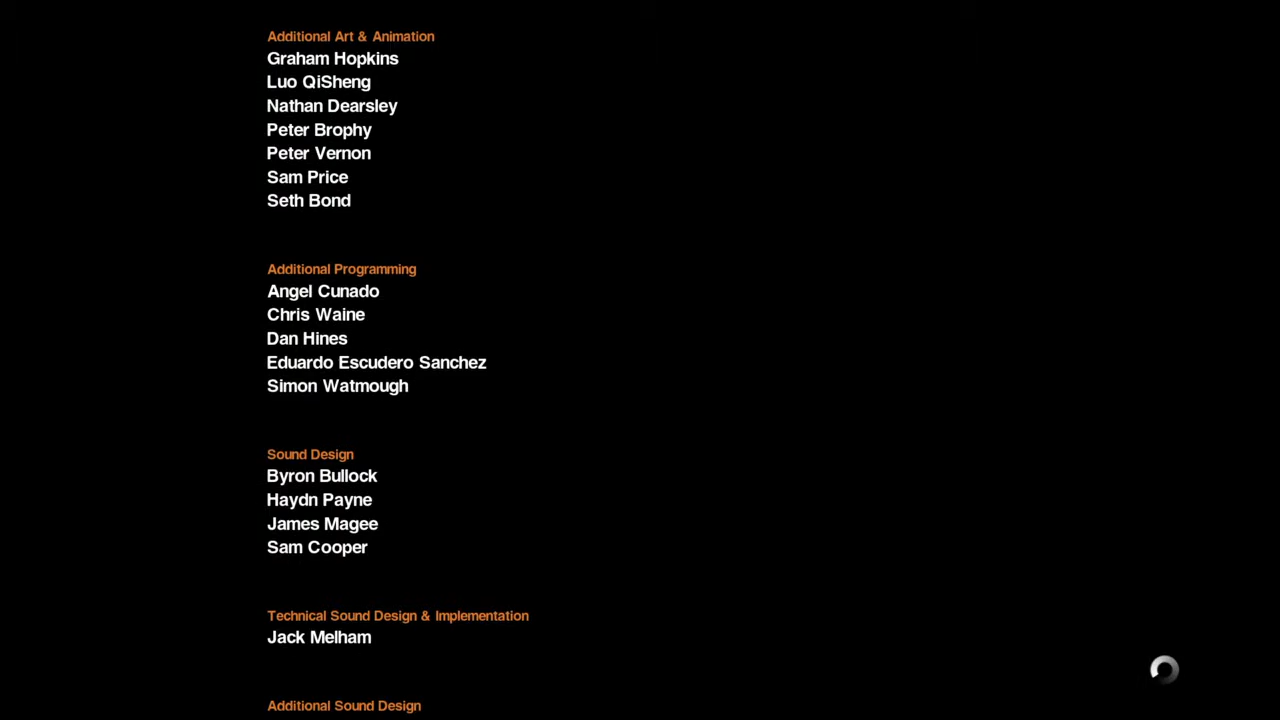 Additional Art & Animation
Graham Hopkins
Luo QiSheng
Nathan Dearsley
Peter Brophy
Peter Vernon
Sam Price
Seth Bond
Additional Programming
Angel Cunado
Chris Waine
Dan Hines
Eduardo Escudero Sanchez
Simon Watmough
Sound Design
Byron Bullock
Haydn Payne
James Magee
Sam Cooper
Technical Sound Design & Implementation
Jack Melham
Additional Sound Design